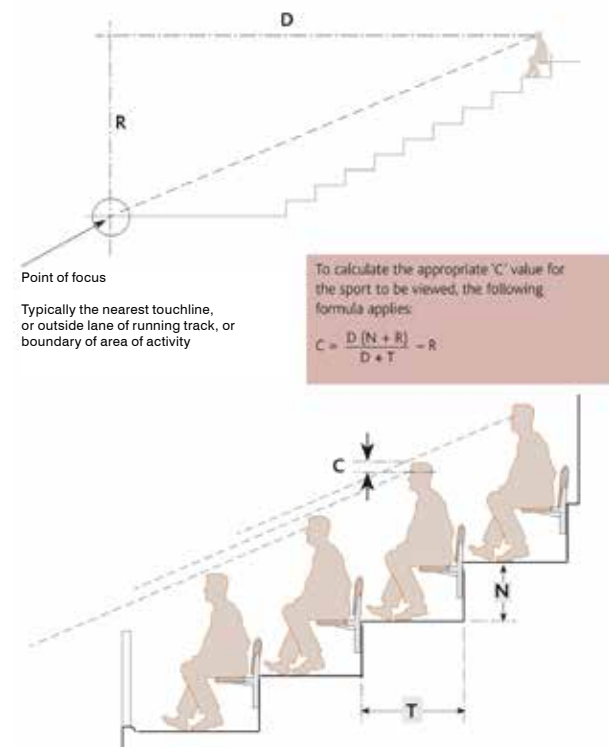 D
R
Point of focus
Typically the nearest touchline,
or outside lane of running track, or
boundary of area of activity
To calculate the appropriate 'C' value for
the sport to be viewed, the following
formula applies:
C = D (N + R) / D + T - R
C
N
T